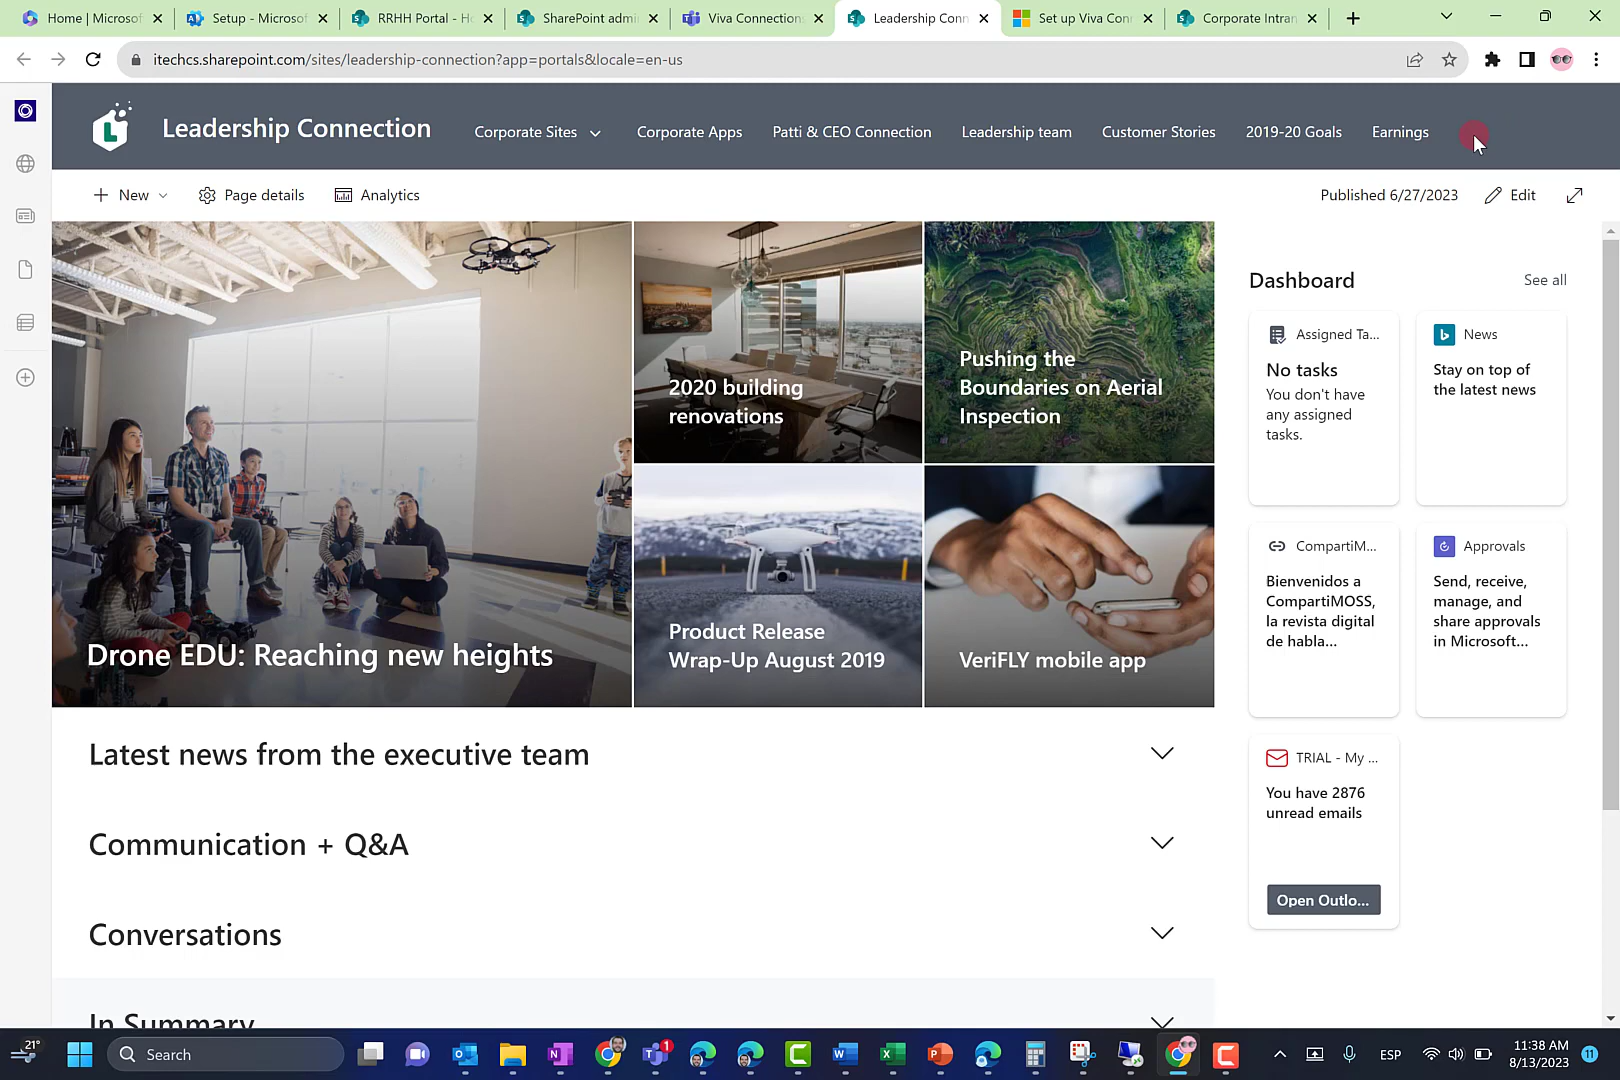 Home | Microsof
Setup - Microsof
RRHH Portal - Ho
SharePoint admi
Viva Connection
Leadership Conn
Set up Viva Con
Corporate Intran
itechcs.sharepoint.com/sites/leadership-connection?app=portals&locale=en-us
Leadership Connection
Corporate Sites
Corporate Apps
Patti & CEO Connection
Leadership team
Customer Stories
2019-20 Goals
Earnings
New
Page details
Analytics
Published 6/27/2023
Edit
Drone EDU: Reaching new heights
2020 building
renovations
Pushing the
Boundaries on Aerial
Inspection
Product Release
Wrap-Up August 2019
VeriFLY mobile app
Dashboard
See all
Assigned Ta...
No tasks
You don't have
any assigned
tasks.
News
Stay on top of
the latest news
CompartiM...
Bienvenidos a
CompartiMOSS,
la revista digital
de habla...
Approvals
Send, receive,
manage, and
share approvals
in Microsoft...
TRIAL - My ...
You have 2876
unread emails
Open Outlo...
Latest news from the executive team
Communication + Q&A
Conversations
In Summary
21°
Search
1
ESP
11:38 AM
8/13/2023
11